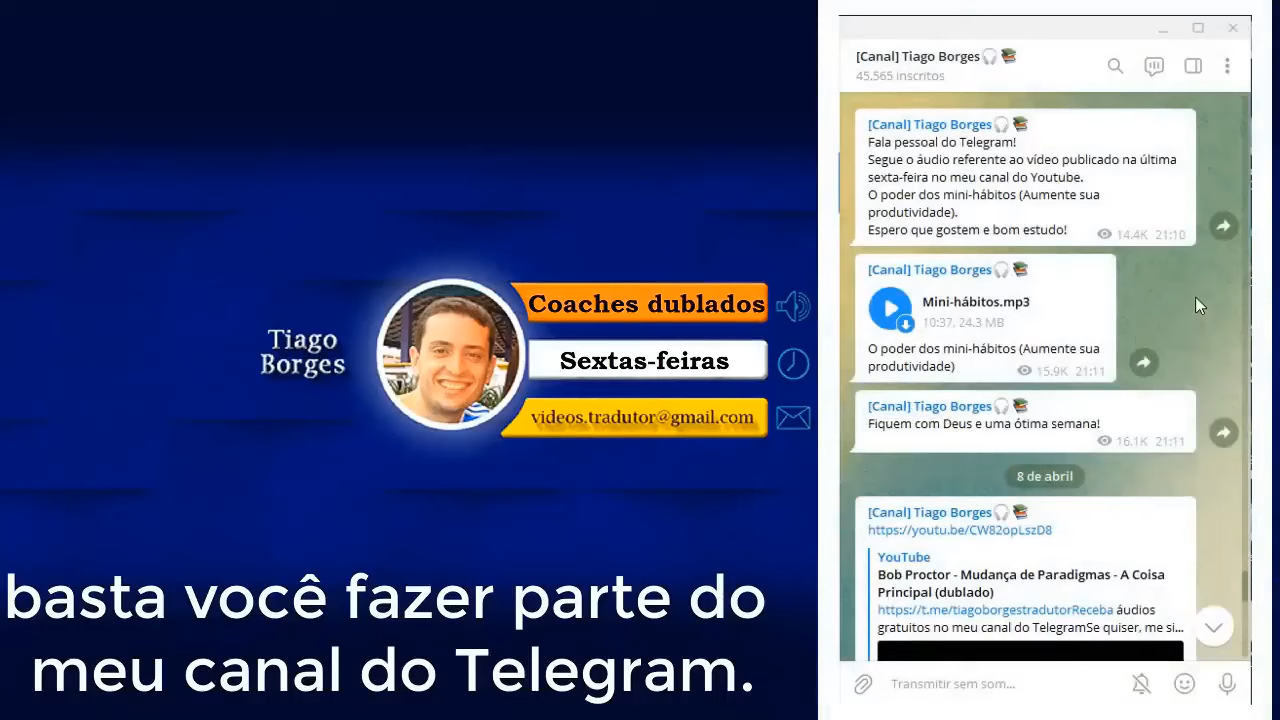 Tiago
Borges
Coaches dublados
Sextas-feiras
videos.tradutor@gmail.com
basta você fazer parte do
meu canal do Telegram.
[Canal] Tiago Borges🎧📚
45,565 inscritos
[Canal] Tiago Borges🎧📚
Fala pessoal do Telegram!
Segue o áudio referente ao vídeo publicado na última
sexta-feira no meu canal do Youtube.
O poder dos mini-hábitos (Aumente sua
produtividade).
Espero que gostem e bom estudo!
14.4K 21:10
[Canal] Tiago Borges🎧📚
Mini-hábitos.mp3
10:37, 24.3 MB
O poder dos mini-hábitos (Aumente sua
produtividade)
15.9K 21:11
[Canal] Tiago Borges🎧📚
Fiquem com Deus e uma ótima semana!
16.1K 21:11
8 de abril
[Canal] Tiago Borges🎧📚
https://youtu.be/CW82opLszD8
YouTube
Bob Proctor - Mudança de Paradigmas - A Coisa
Principal (dublado)
https://t.me/tiagoborgestradutorReceba áudios
gratuitos no meu canal do TelegramSe quiser, me si...
Transmitir sem som...